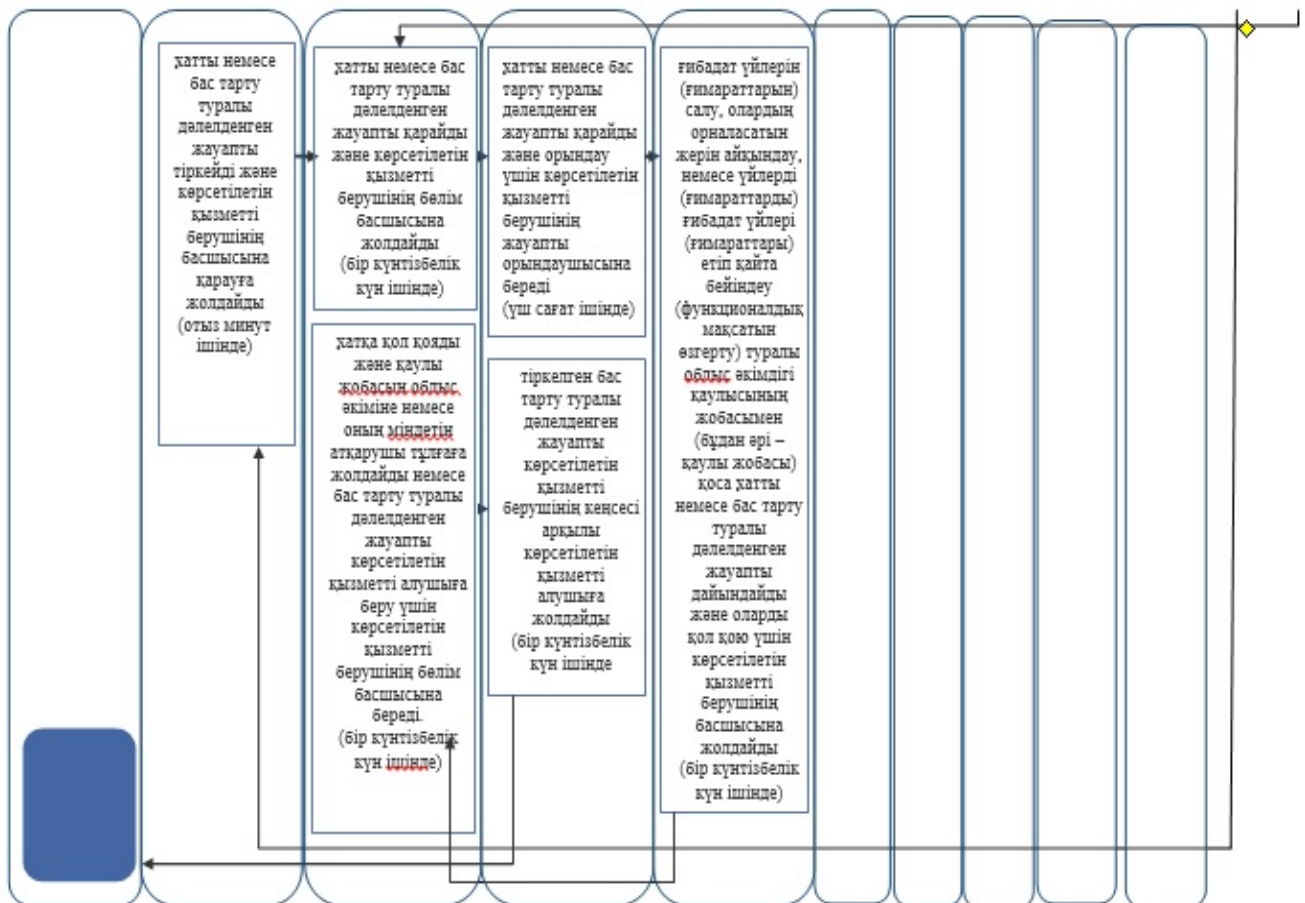 хатты немесе
бас тарту
туралы
дәлелденген
жауапты
тіркейді және
көрсетілетін
қызметті
берушінің
басшысына
қарауға
жолдайды
(отыз минут
ішінде)
хатты немесе бас
тарту туралы
дәлелденген
жауапты қарайды
және көрсетілетін
қызметті
берушінің бөлім
басшысына
жолдайды
(бір күнтізбелік
күн ішінде)
хатқа қол қояды
және қаулы
жобасын облыс
әкіміне немесе
оның міндетін
атқарушы тұлғаға
жолдайды немесе
бас тарту туралы
дәлелденген
жауапты
көрсетілетін
қызметті алушыға
беру үшін
көрсетілетін
қызметті
берушінің бөлім
басшысына
береді.
(бір күнтізбелік
күн ішінде)
хатты немесе бас
тарту туралы
дәлелденген
жауапты қарайды
және орындау
үшін көрсетілетін
қызметті
берушінің
жауапты
орындаушысына
береді
(үш сағат ішінде)
тіркелген бас
тарту туралы
дәлелденген
жауапты
көрсетілетін
қызметті
берушінің кеңсесі
арқылы
көрсетілетін
қызметті
алушыға
жолдайды
(бір күнтізбелік
күн ішінде
ғибадат үйлерін
(ғимараттарын)
салу, олардың
орналасатын
жерін айқындау,
немесе үйлерді
(ғимараттарды)
ғибадат үйлері
(ғимараттары)
етіп қайта
бейіндеу
(функционалдық
мақсатын
өзгерту) туралы
облыс әкімдігі
қаулысының
жобасымен
(бұдан әрі –
қаулы жобасы)
қоса хатты
немесе бас тарту
туралы
дәлелденген
жауапты
дайындайды
және оларды
қол қою үшін
көрсетілетін
қызметті
берушінің
басшысына
жолдайды
(бір күнтізбелік
күн ішінде)